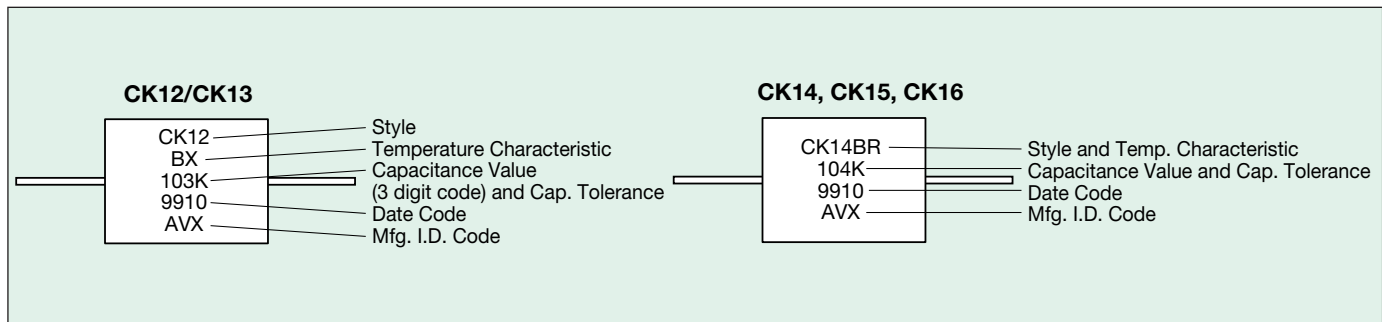 CK12/CK13
CK12
BX
103K
9910
AVX
Style
Temperature Characteristic
Capacitance Value
(3 digit code) and Cap. Tolerance
Date Code
Mfg. I.D. Code
CK14, CK15, CK16
CK14BR
104K
9910
AVX
Style and Temp. Characteristic
Capacitance Value and Cap. Tolerance
Date Code
Mfg. I.D. Code